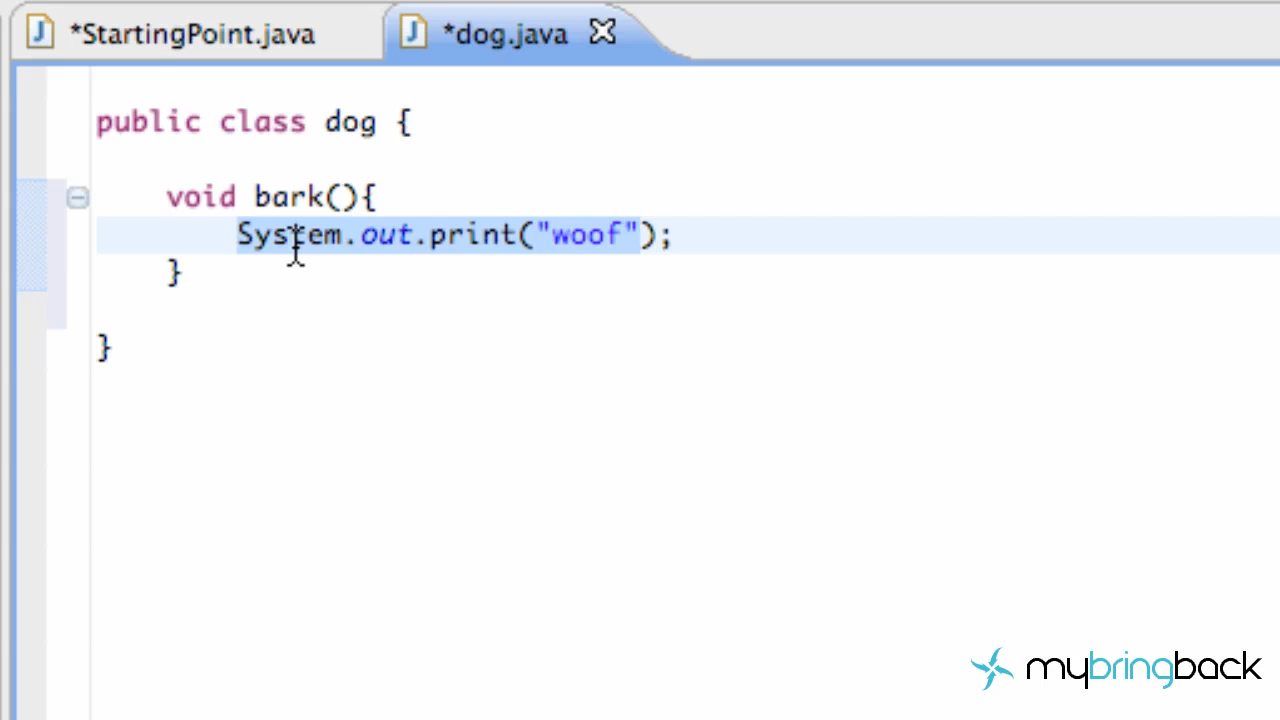 *StartingPoint.java
*dog.java
public class dog {
void bark(){
System.out.print("woof");
}
}
mybringback